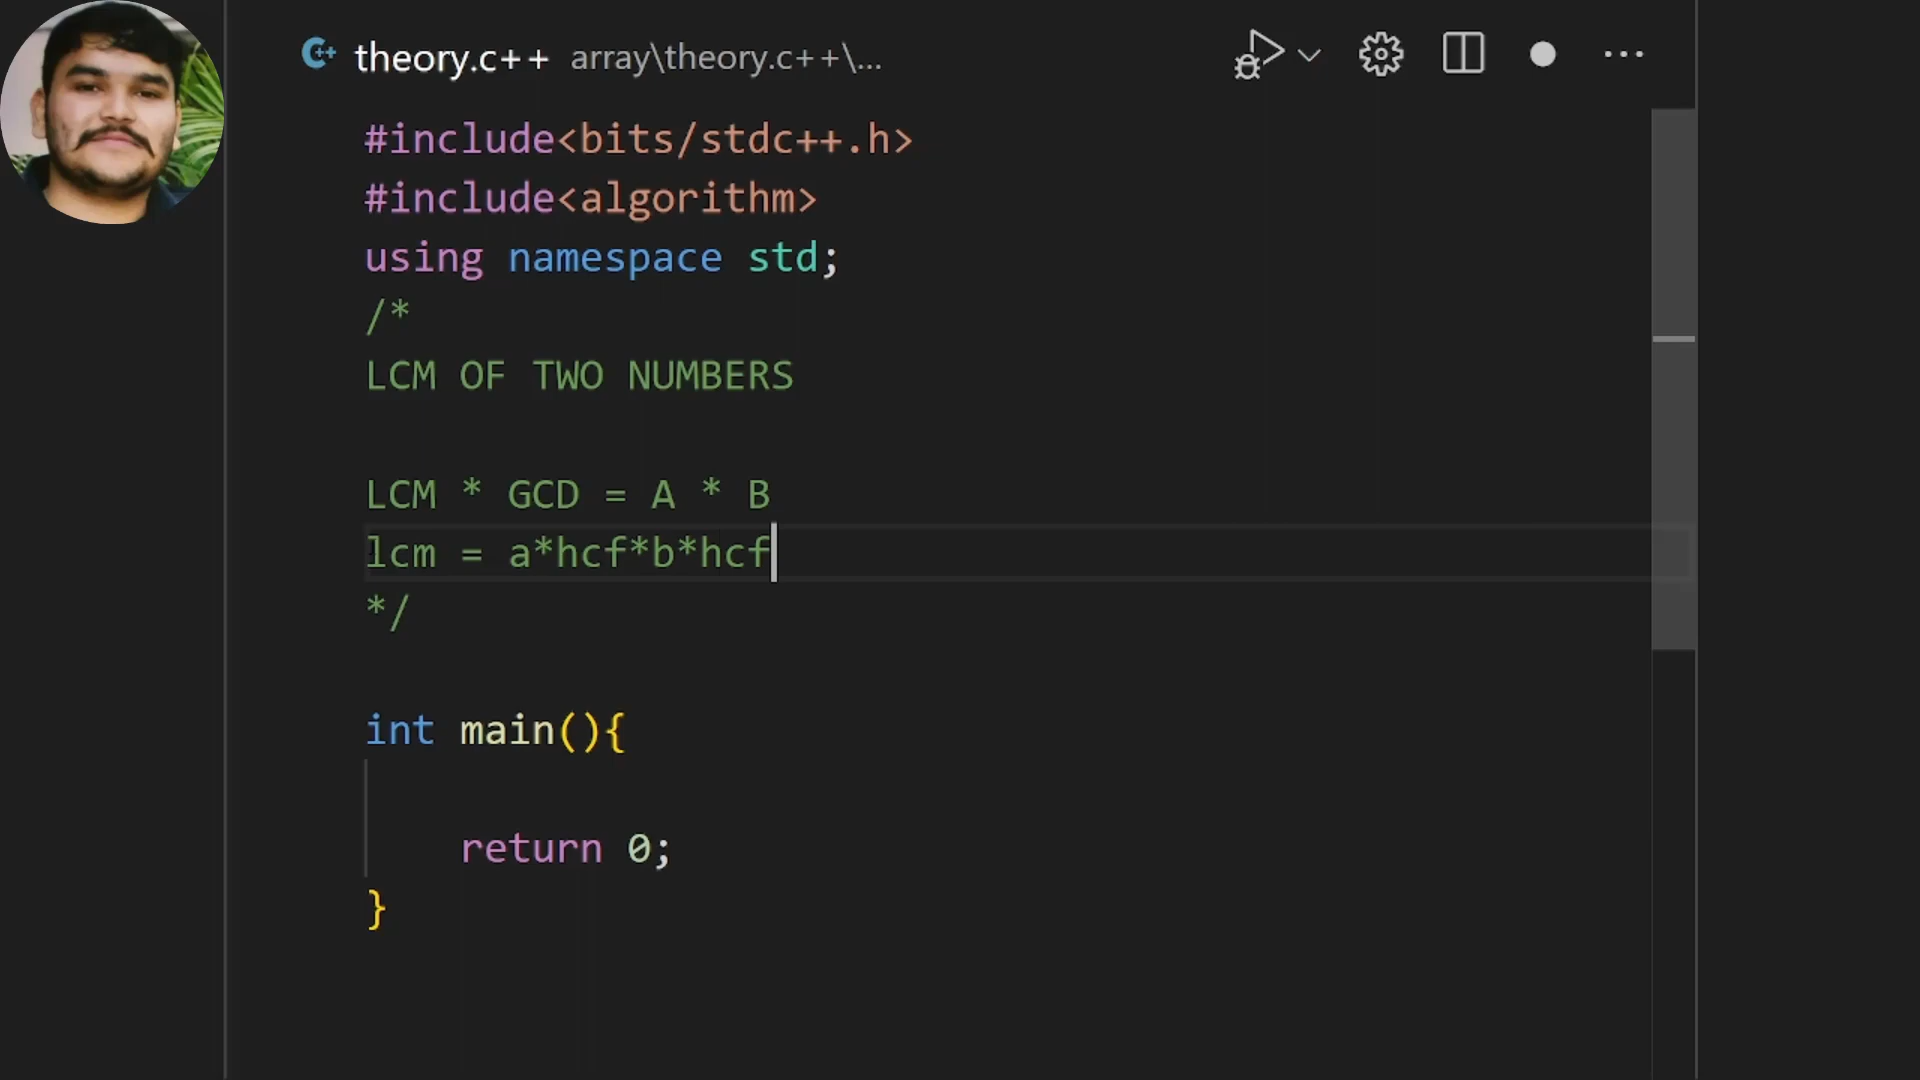 theory.c++ array\theory.c++\...
#include<bits/stdc++.h>
#include<algorithm>
using namespace std;
/*
LCM OF TWO NUMBERS
LCM * GCD = A * B
lcm = a*hcf*b*hcf
*/
int main(){
return 0;
}